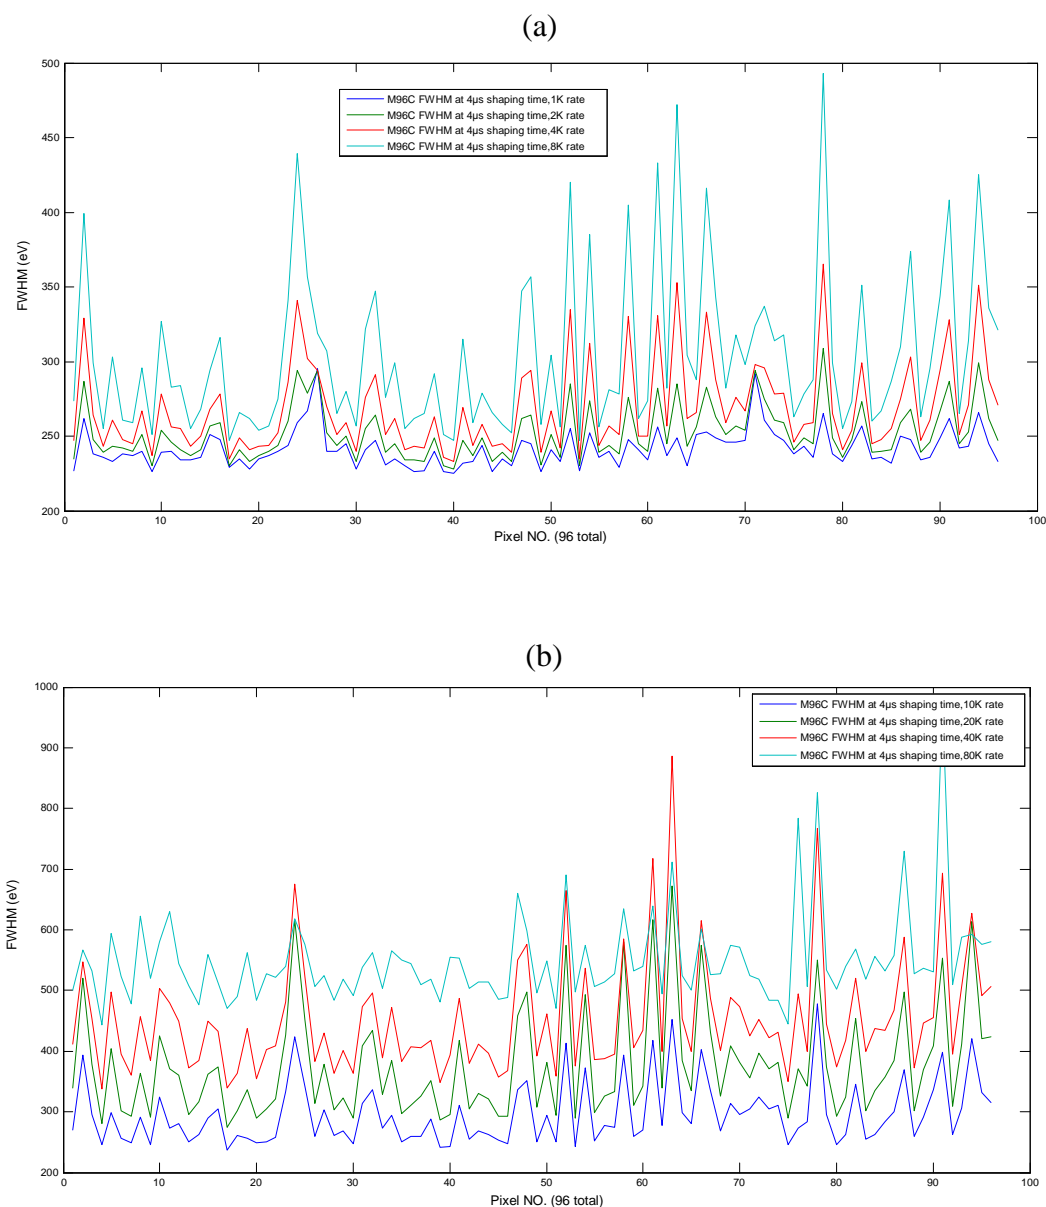 (a)
500
450
400
350
300
250
200
FWHM (eV)
M96C FWHM at 4µs shaping time,1K rate
M96C FWHM at 4µs shaping time,2K rate
M96C FWHM at 4µs shaping time,4K rate
M96C FWHM at 4µs shaping time,8K rate
0 10 20 30 40 50 60 70 80 90 100
Pixel NO. (96 total)
(b)
1000
900
800
700
600
500
400
300
200
FWHM (eV)
M96C FWHM at 4µs shaping time,10K rate
M96C FWHM at 4µs shaping time,20K rate
M96C FWHM at 4µs shaping time,40K rate
M96C FWHM at 4µs shaping time,80K rate
0 10 20 30 40 50 60 70 80 90 100
Pixel NO. (96 total)